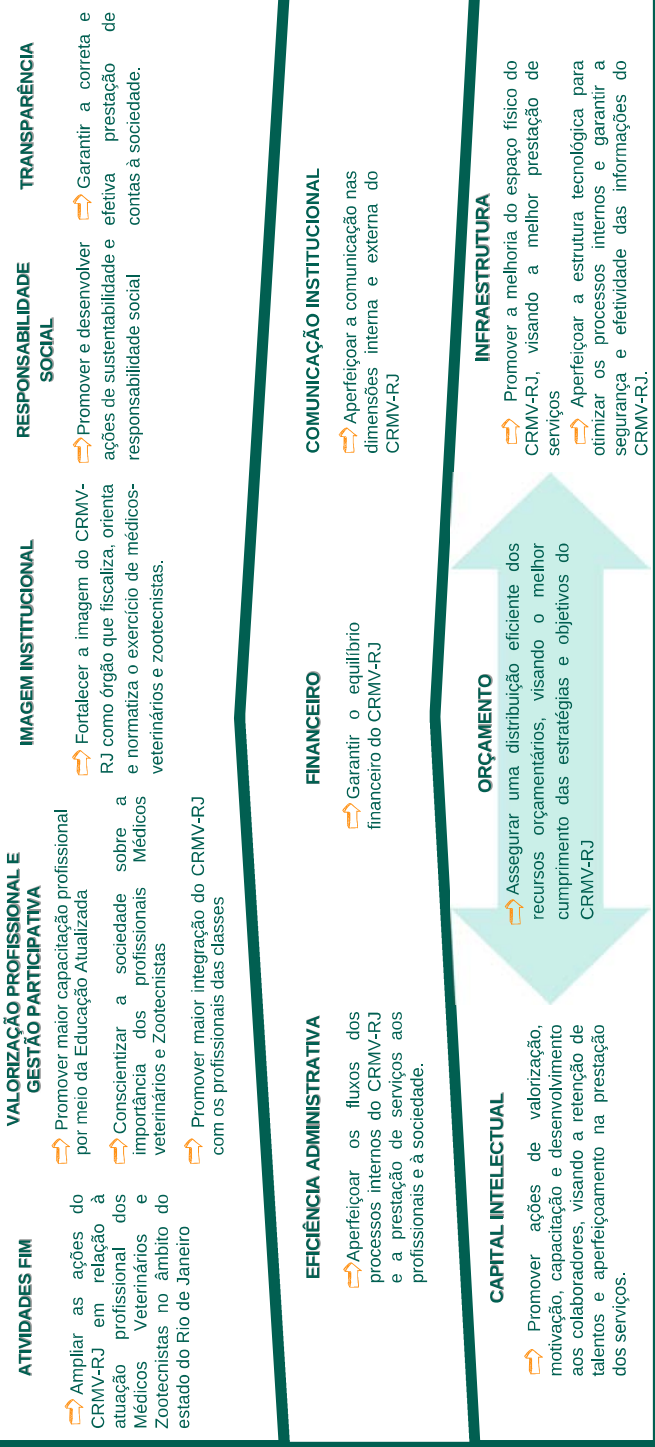 ATIVIDADES FIM
Ampliar as ações do
CRMV-RJ em relação à
atuação profissional dos
Médicos Veterinários e
Zootecnistas no âmbito do
estado do Rio de Janeiro
VALORIZAÇÃO PROFISSIONAL E
GESTÃO PARTICIPATIVA
Promover maior capacitação profissional
por meio da Educação Atualizada
Conscientizar a sociedade sobre a
importância dos profissionais Médicos
veterinários e Zootecnistas
Promover maior integração do CRMV-RJ
com os profissionais das classes
IMAGEM INSTITUCIONAL
Fortalecer a imagem do CRMV-
RJ como órgão que fiscaliza, orienta
e normatiza o exercício de médicos-
veterinários e zootecnistas.
RESPONSABILIDADE
SOCIAL
Promover e desenvolver
ações de sustentabilidade e
responsabilidade social
TRANSPARÊNCIA
Garantir a correta e
efetiva prestação de
contas à sociedade.
EFICIÊNCIA ADMINISTRATIVA
Aperfeiçoar os fluxos dos
processos internos do CRMV-RJ
e a prestação de serviços aos
profissionais e à sociedade.
FINANCEIRO
Garantir o equilíbrio
financeiro do CRMV-RJ
COMUNICAÇÃO INSTITUCIONAL
Aperfeiçoar a comunicação nas
dimensões interna e externa do
CRMV-RJ
CAPITAL INTELECTUAL
Promover ações de valorização,
motivação, capacitação e desenvolvimento
aos colaboradores, visando a retenção de
talentos e aperfeiçoamento na prestação
dos serviços.
ORÇAMENTO
Assegurar uma distribuição eficiente dos
recursos orçamentários, visando o melhor
cumprimento das estratégias e objetivos do
CRMV-RJ
INFRAESTRUTURA
Promover a melhoria do espaço físico do
CRMV-RJ, visando a melhor prestação de
serviços
Aperfeiçoar a estrutura tecnológica para
otimizar os processos internos e garantir a
segurança e efetividade das informações do
CRMV-RJ.